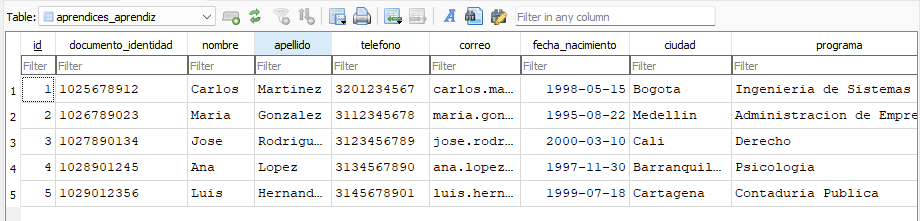 Table: aprendices_aprendiz Filter in any column
id documento_identidad nombre apellido telefono correo fecha_nacimiento ciudad programa
Filter Filter Filter Filter Filter Filter Filter Filter Filter
1 1 1025678912 Carlos Martinez 3201234567 carlos.ma... 1998-05-15 Bogota Ingenieria de Sistemas
2 2 1026789023 Maria Gonzalez 3112345678 maria.gon... 1995-08-22 Medellin Administracion de Empre
3 3 1027890134 Jose Rodrigu... 3123456789 jose.rodr... 2000-03-10 Cali Derecho
4 4 1028901245 Ana Lopez 3134567890 ana.lopez... 1997-11-30 Barranquil... Psicologia
5 5 1029012356 Luis Hernand... 3145678901 luis.hern... 1999-07-18 Cartagena Contaduria Publica